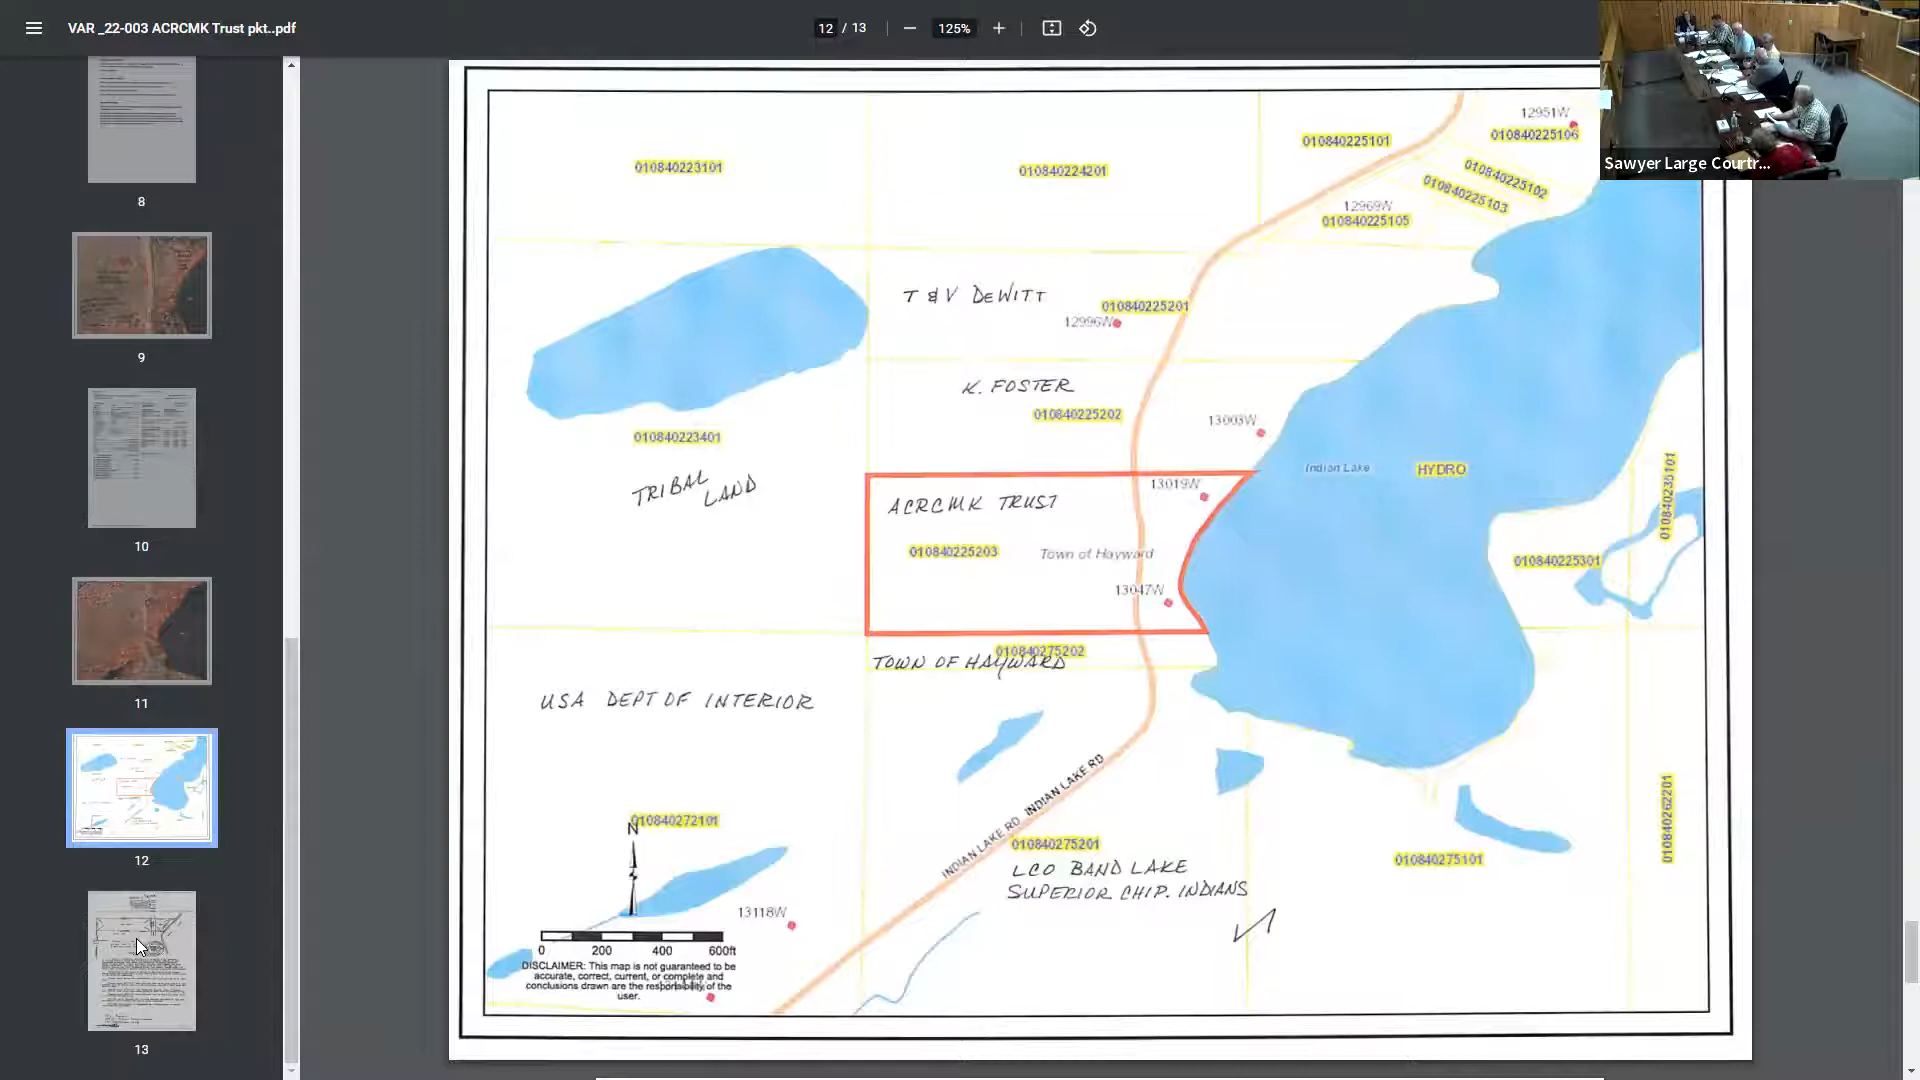 VAR _22-003 ACRCMK Trust pkt..pdf
12 / 13
125%
Sawyer Large Courtr...
8
9
10
11
12
13
12951W
010840225106
010840225101
010840223101
010840224201
010840225102
010840225103
12969W
010840225105
T & V DEWITT
010840225201
12996W
K. FOSTER
010840225202
13003W
010840223401
Indian Lake
HYDRO
TRIBAL
LAND
010840235101
13019W
ACRCMK TRUST
010840225203
Town of Hayward
010840225301
13047W
010840275202
TOWN OF HAYWARD
USA DEPT OF INTERIOR
INDIAN LAKE RD
INDIAN LAKE RD
010840272101
N
010840262201
010840275201
010840275101
LCO BAND LAKE
SUPERIOR CHIP. INDIANS
13118W
0 200 400 600ft
DISCLAIMER: This map is not guaranteed to be
accurate, correct, current, or complete and
conclusions drawn are the responsibility of the
user.